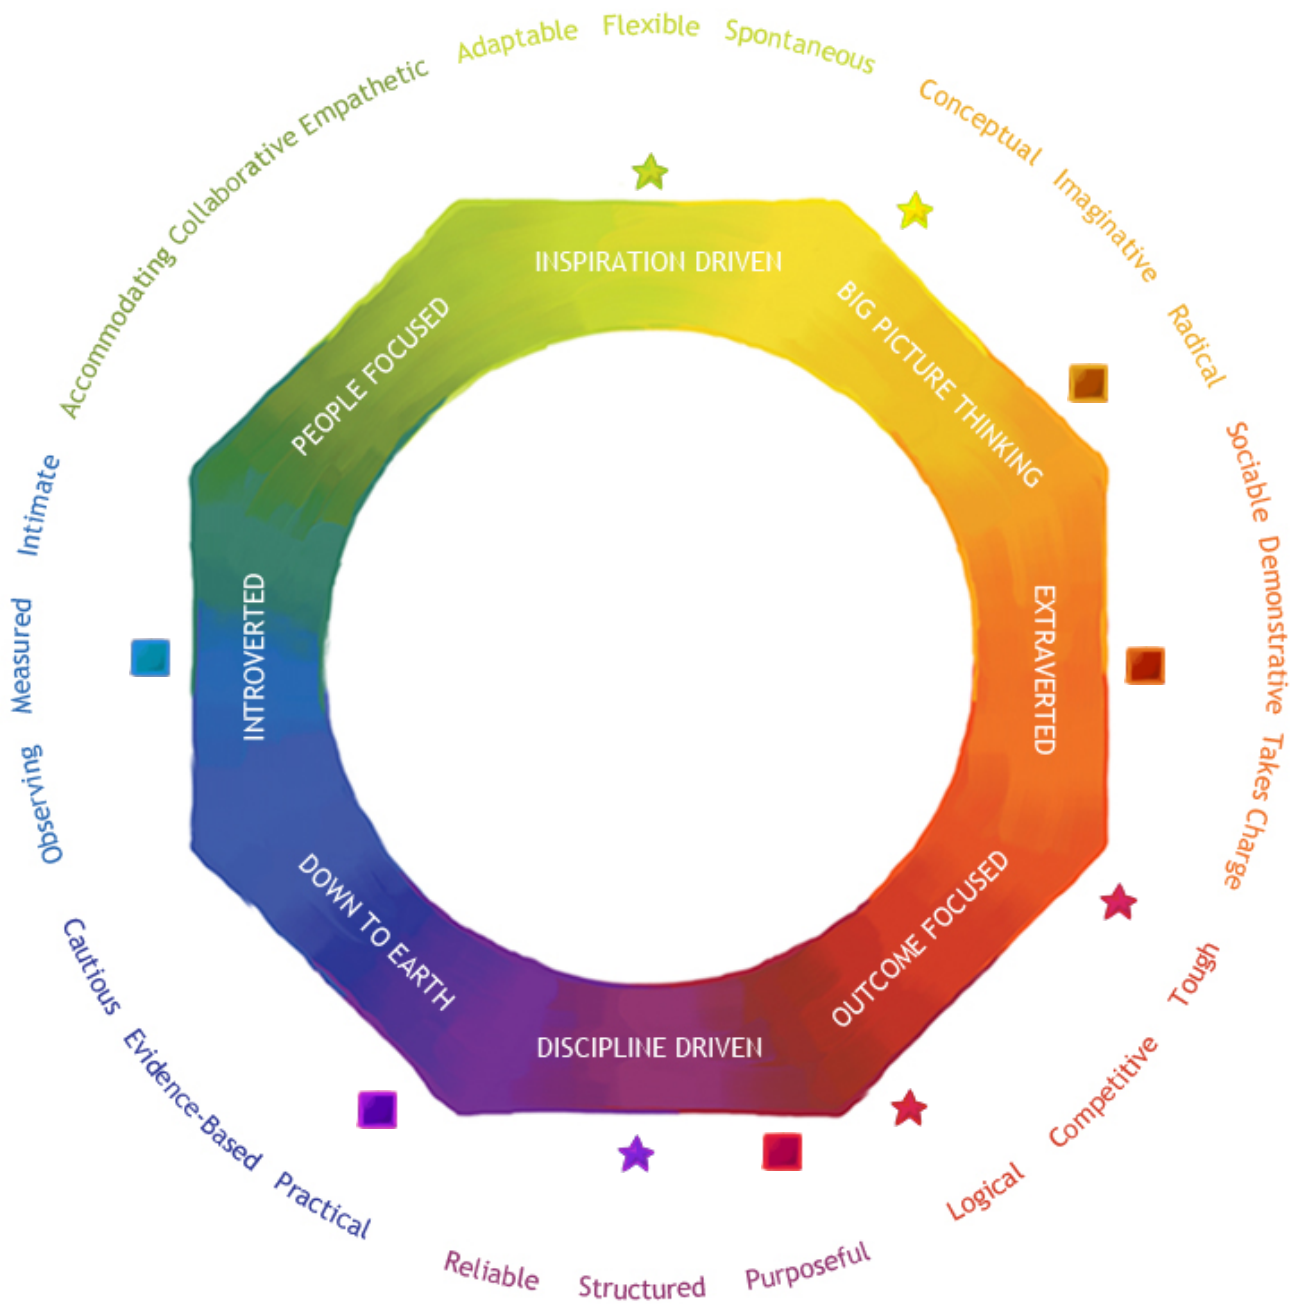 Adaptable Flexible Spontaneous
Conceptual Imaginative Radical
Sociable Demonstrative Takes Charge
Tough
Competitive
Logical
Purposeful
Structured
Reliable
Practical
Evidence-Based
Cautious
Observing Measured Intimate
Accommodating Collaborative Empathetic
INSPIRATION DRIVEN
BIG PICTURE THINKING
EXTRAVERTED
OUTCOME FOCUSED
DISCIPLINE DRIVEN
DOWN TO EARTH
INTROVERTED
PEOPLE FOCUSED